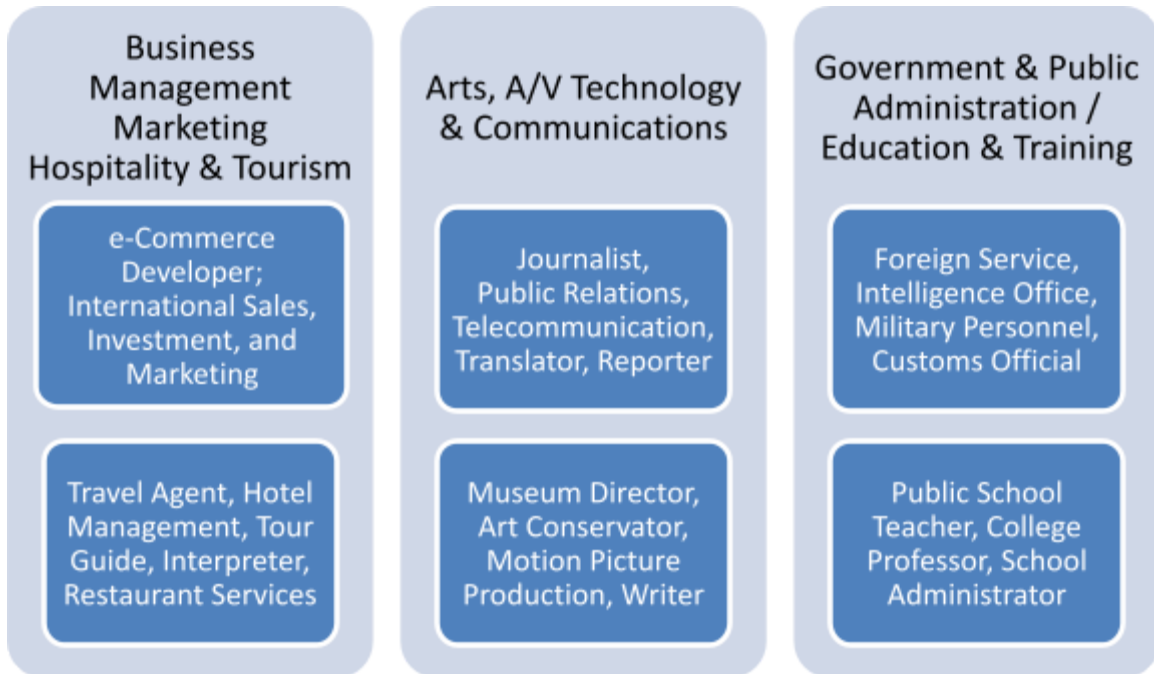 Business
Management
Marketing
Hospitality & Tourism
e-Commerce
Developer;
International Sales,
Investment, and
Marketing
Travel Agent, Hotel
Management, Tour
Guide, Interpreter,
Restaurant Services
Arts, A/V Technology
& Communications
Journalist,
Public Relations,
Telecommunication,
Translator, Reporter
Museum Director,
Art Conservator,
Motion Picture
Production, Writer
Government & Public
Administration /
Education & Training
Foreign Service,
Intelligence Office,
Military Personnel,
Customs Official
Public School
Teacher, College
Professor, School
Administrator